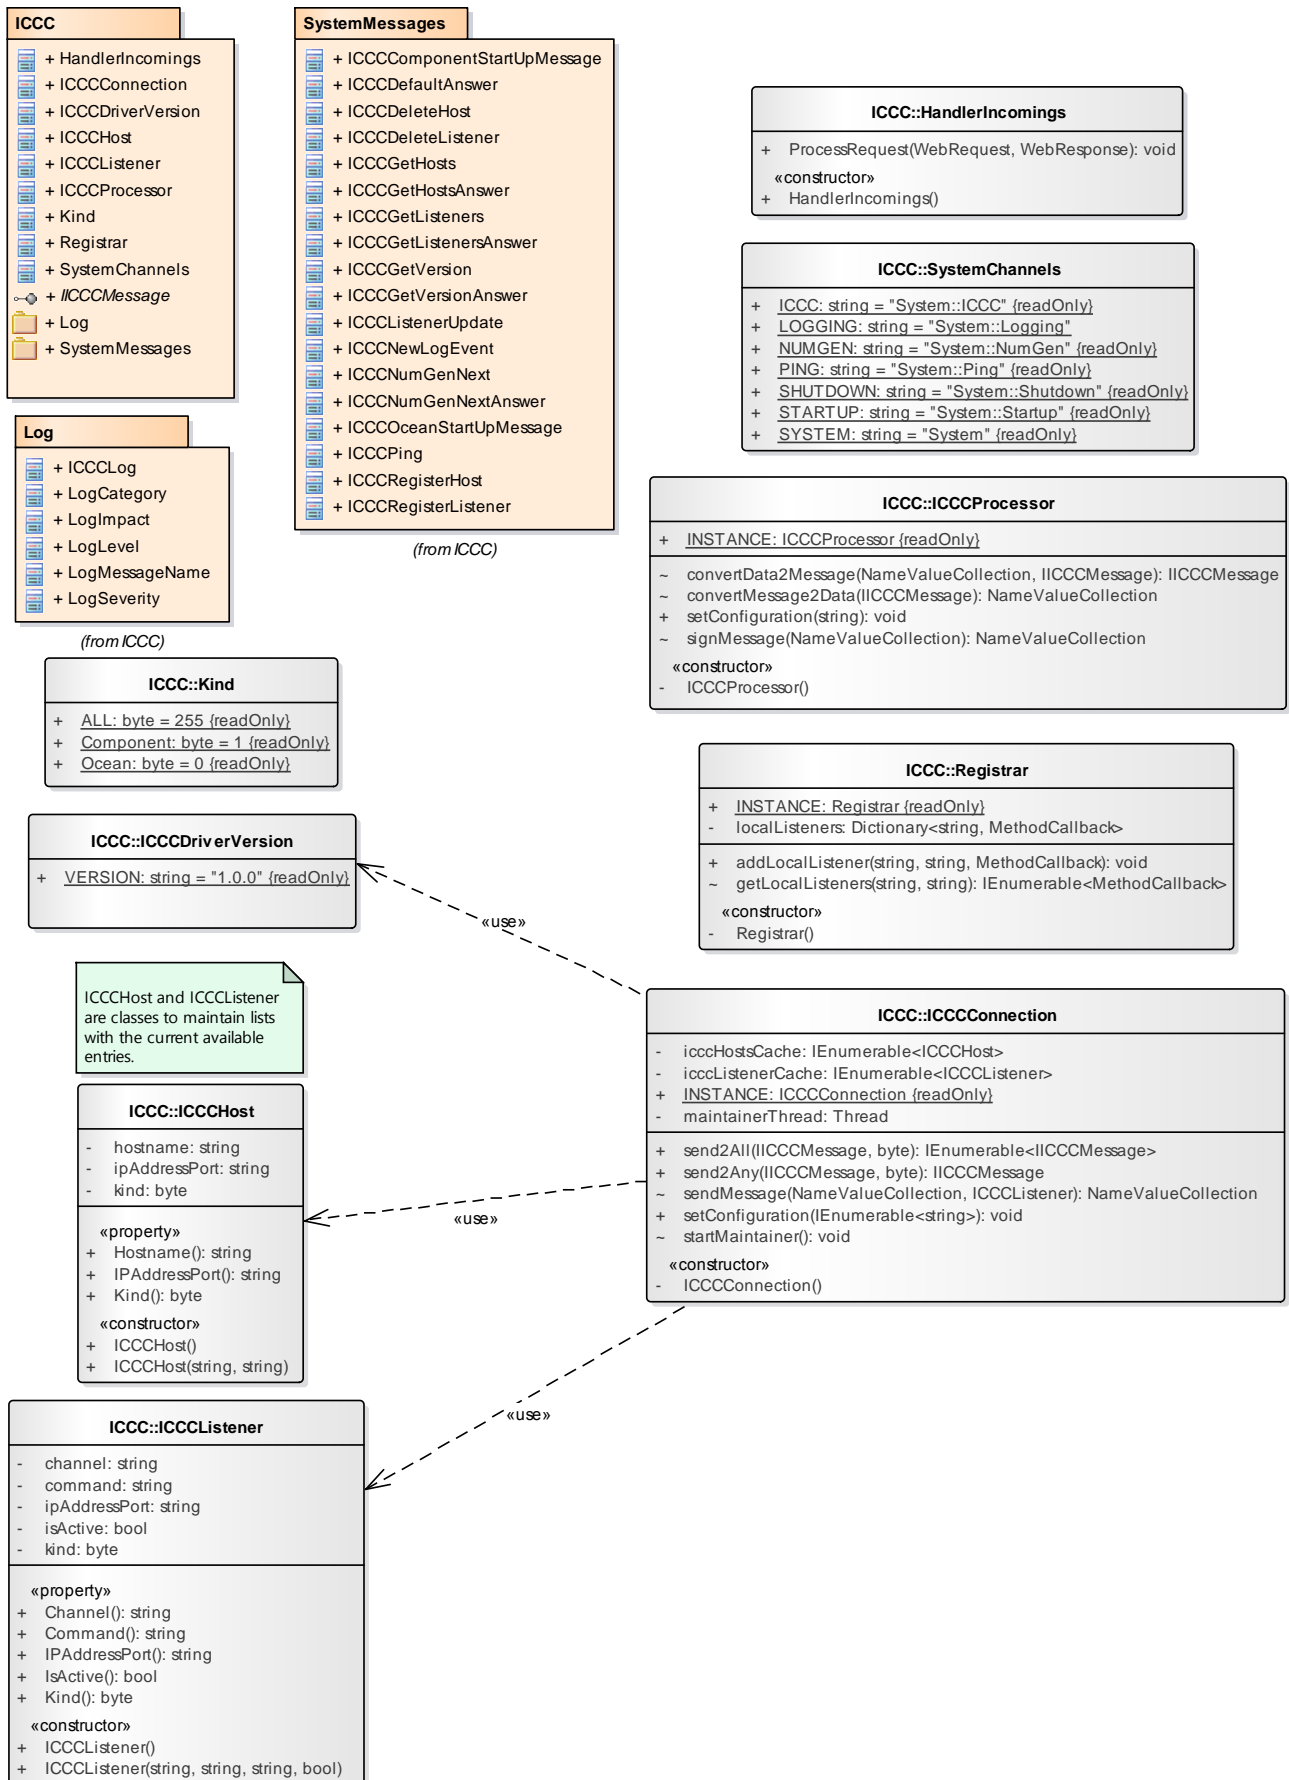 ICCC
+ HandlerIncomings
+ ICCCConnection
+ ICCCDriverVersion
+ ICCCHost
+ ICCCListener
+ ICCCProcessor
+ Kind
+ Registrar
+ SystemChannels
+ IICCCMessage
+ Log
+ SystemMessages
Log
+ ICCCLog
+ LogCategory
+ LogImpact
+ LogLevel
+ LogMessageName
+ LogSeverity
(from ICCC)
SystemMessages
+ ICCCComponentStartUpMessage
+ ICCCDefaultAnswer
+ ICCCDeleteHost
+ ICCCDeleteListener
+ ICCCGetHosts
+ ICCCGetHostsAnswer
+ ICCCGetListeners
+ ICCCGetListenersAnswer
+ ICCCGetVersion
+ ICCCGetVersionAnswer
+ ICCCListenerUpdate
+ ICCCNewLogEvent
+ ICCCNumGenNext
+ ICCCNumGenNextAnswer
+ ICCCOceanStartUpMessage
+ ICCCPing
+ ICCCRegisterHost
+ ICCCRegisterListener
(from ICCC)
ICCC::HandlerIncomings
+ ProcessRequest(WebRequest, WebResponse): void
«constructor»
+ HandlerIncomings()
ICCC::SystemChannels
+ ICCC: string = "System::ICCC" {readOnly}
+ LOGGING: string = "System::Logging"
+ NUMGEN: string = "System::NumGen" {readOnly}
+ PING: string = "System::Ping" {readOnly}
+ SHUTDOWN: string = "System::Shutdown" {readOnly}
+ STARTUP: string = "System::Startup" {readOnly}
+ SYSTEM: string = "System" {readOnly}
ICCC::ICCCProcessor
+ INSTANCE: ICCCProcessor {readOnly}
~ convertData2Message(NameValueCollection, IICCCMessage): IICCCMessage
~ convertMessage2Data(IICCCMessage): NameValueCollection
+ setConfiguration(string): void
~ signMessage(NameValueCollection): NameValueCollection
«constructor»
- ICCCProcessor()
ICCC::Kind
+ ALL: byte = 255 {readOnly}
+ Component: byte = 1 {readOnly}
+ Ocean: byte = 0 {readOnly}
ICCC::Registrar
+ INSTANCE: Registrar {readOnly}
- localListeners: Dictionary<string, MethodCallback>
+ addLocalListener(string, string, MethodCallback): void
~ getLocalListeners(string, string): IEnumerable<MethodCallback>
«constructor»
- Registrar()
ICCC::ICCCDriverVersion
+ VERSION: string = "1.0.0" {readOnly}
«use»
ICCCHost and ICCCListener
are classes to maintain lists
with the current available
entries.
ICCC::ICCCConnection
- icccHostsCache: IEnumerable<ICCCHost>
- icccListenerCache: IEnumerable<ICCCListener>
+ INSTANCE: ICCCConnection {readOnly}
- maintainerThread: Thread
+ send2All(IICCCMessage, byte): IEnumerable<IICCCMessage>
+ send2Any(IICCCMessage, byte): IICCCMessage
~ sendMessage(NameValueCollection, ICCCListener): NameValueCollection
+ setConfiguration(IEnumerable<string>): void
~ startMaintainer(): void
«constructor»
- ICCCConnection()
ICCC::ICCCHost
- hostname: string
- ipAddressPort: string
- kind: byte
«property»
+ Hostname(): string
+ IPAddressPort(): string
+ Kind(): byte
«constructor»
+ ICCCHost()
+ ICCCHost(string, string)
«use»
«use»
ICCC::ICCCListener
- channel: string
- command: string
- ipAddressPort: string
- isActive: bool
- kind: byte
«property»
+ Channel(): string
+ Command(): string
+ IPAddressPort(): string
+ IsActive(): bool
+ Kind(): byte
«constructor»
+ ICCCListener()
+ ICCCListener(string, string, string, bool)